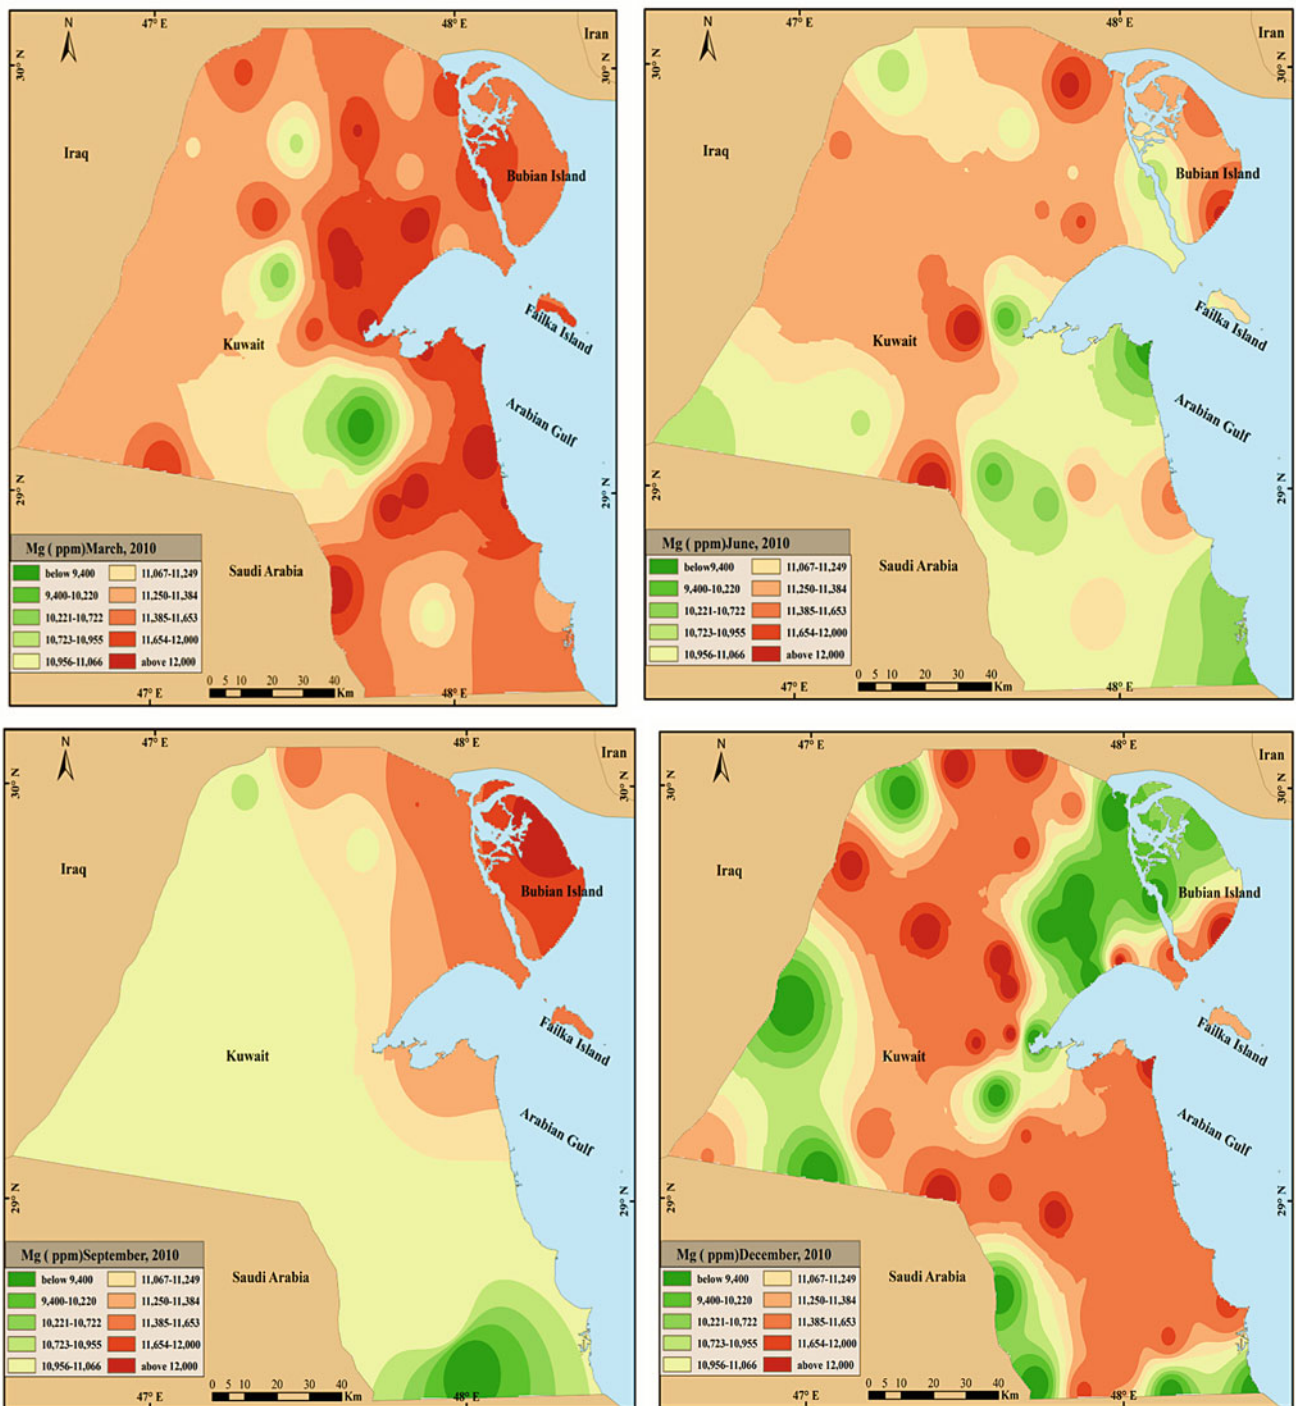 N
47° E
48° E
Iran
30° N
30° N
Iraq
Bubian Island
Failka Island
Kuwait
Arabian Gulf
29° N
29° N
Mg ( ppm)March, 2010
below 9,400
11,067-11,249
9,400-10,220
11,250-11,384
10,221-10,722
11,385-11,653
10,723-10,955
11,654-12,000
10,956-11,066
above 12,000
Saudi Arabia
0 5 10 20 30 40
Km
47° E
48° E
N
47° E
48° E
Iran
30° N
30° N
Iraq
Bubian Island
Failka Island
Kuwait
Arabian Gulf
29° N
29° N
Mg ( ppm)June, 2010
below9,400
11,067-11,249
9,400-10,220
11,250-11,384
10,221-10,722
11,385-11,653
10,723-10,955
11,654-12,000
10,956-11,066
above 12,000
Saudi Arabia
0 5 10 20 30 40
Km
47° E
48° E
N
47° E
48° E
Iran
30° N
30° N
Iraq
Bubian Island
Failka Island
Kuwait
Arabian Gulf
29° N
29° N
Mg ( ppm)September, 2010
below 9,400
11,067-11,249
9,400-10,220
11,250-11,384
10,221-10,722
11,385-11,653
10,723-10,955
11,654-12,000
10,956-11,066
above 12,000
Saudi Arabia
0 5 10 20 30 40
Km
47° E
48° E
N
47° E
48° E
Iran
30° N
30° N
Iraq
Bubian Island
Failka Island
Kuwait
Arabian Gulf
29° N
29° N
Mg ( ppm)December, 2010
below 9,400
11,067-11,249
9,400-10,220
11,250-11,384
10,221-10,722
11,385-11,653
10,723-10,955
11,654-12,000
10,956-11,066
above 12,000
Saudi Arabia
0 5 10 20 30 40
Km
47° E
48° E